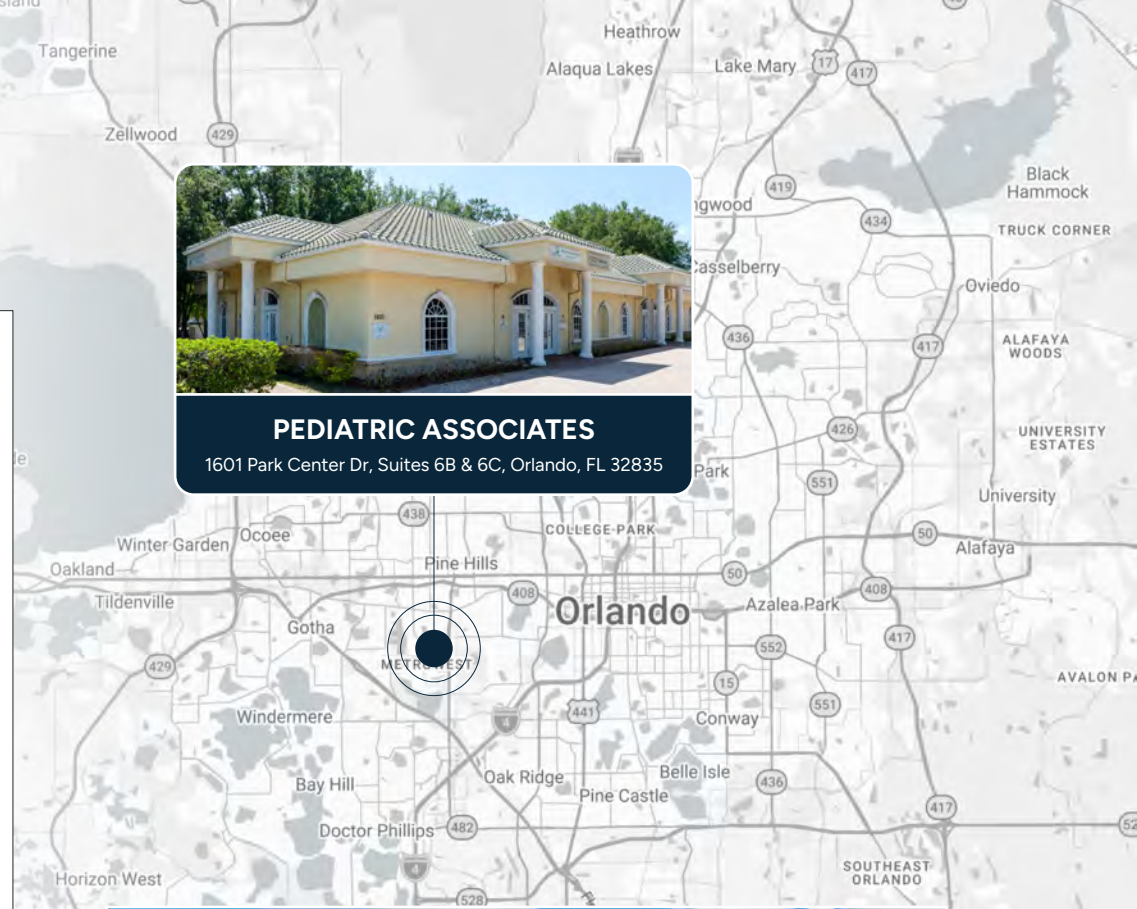 Heathrow
Tangerine
Alaqua Lakes
Lake Mary
17
417
Zellwood
429
Black
Hammock
419
ngwood
434
TRUCK CORNER
Casselberry
Oviedo
436
417
ALAFAYA
WOODS
426
UNIVERSITY
ESTATES
PEDIATRIC ASSOCIATES
1601 Park Center Dr, Suites 6B & 6C, Orlando, FL 32835
Park
551
University
438
COLLEGE PARK
Ocoee
Winter Garden
50
Alafaya
Pine Hills
Oakland
50
408
408
Tildenville
Orlando
Azalea Park
Gotha
417
552
METROWEST
429
15
AVALON PA
551
441
4
Windermere
Conway
Belle Isle
Oak Ridge
436
Bay Hill
Pine Castle
417
Doctor Phillips
482
52
4
SOUTHEAST
ORLANDO
Horizon West
528